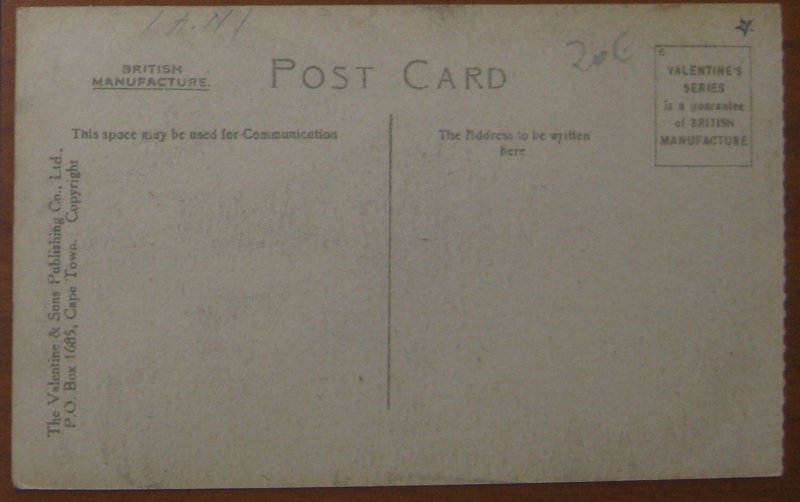 BRITISH
MANUFACTURE.
POST CARD
VALENTINE'S
SERIES
is a guarantee
of BRITISH
MANUFACTURE
This space may be used for Communication
The Address to be written
here
The Valentine & Sons Publishing Co., Ltd.,
P.O. Box 1685, Cape Town. Copyright